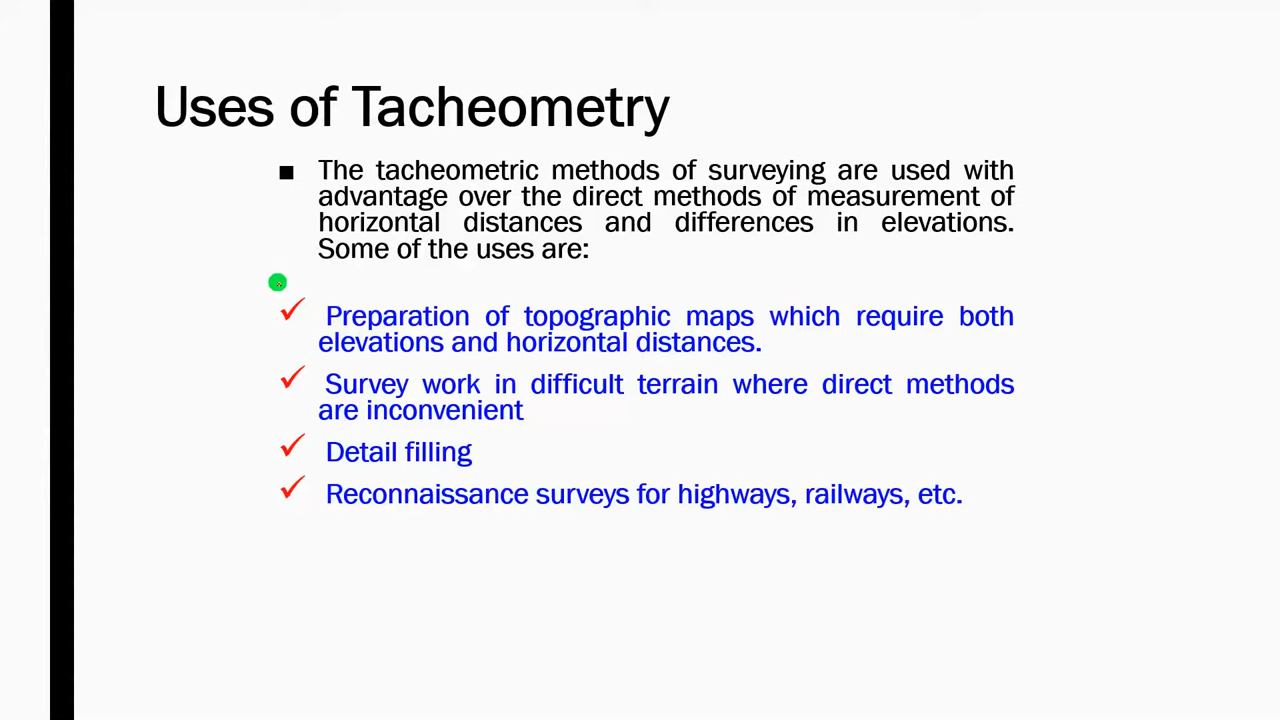 Uses of Tacheometry
■ The tacheometric methods of surveying are used with
advantage over the direct methods of measurement of
horizontal distances and differences in elevations.
Some of the uses are:
✓ Preparation of topographic maps which require both
elevations and horizontal distances.
✓ Survey work in difficult terrain where direct methods
are inconvenient
✓ Detail filling
✓ Reconnaissance surveys for highways, railways, etc.